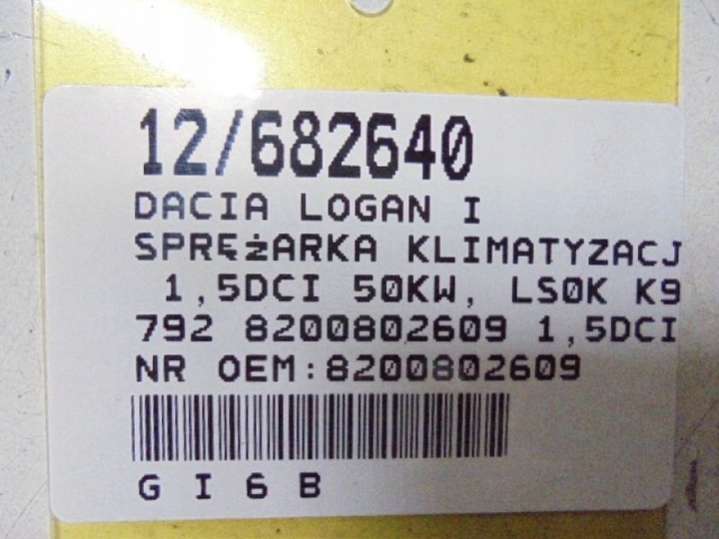 12/682640
DACIA LOGAN I
SPRĘżARKA KLIMATYZACJ
1,5DCI 50KW, LS0K K9
792 8200802609 1,5DCI
NR OEM:8200802609
G I 6 B